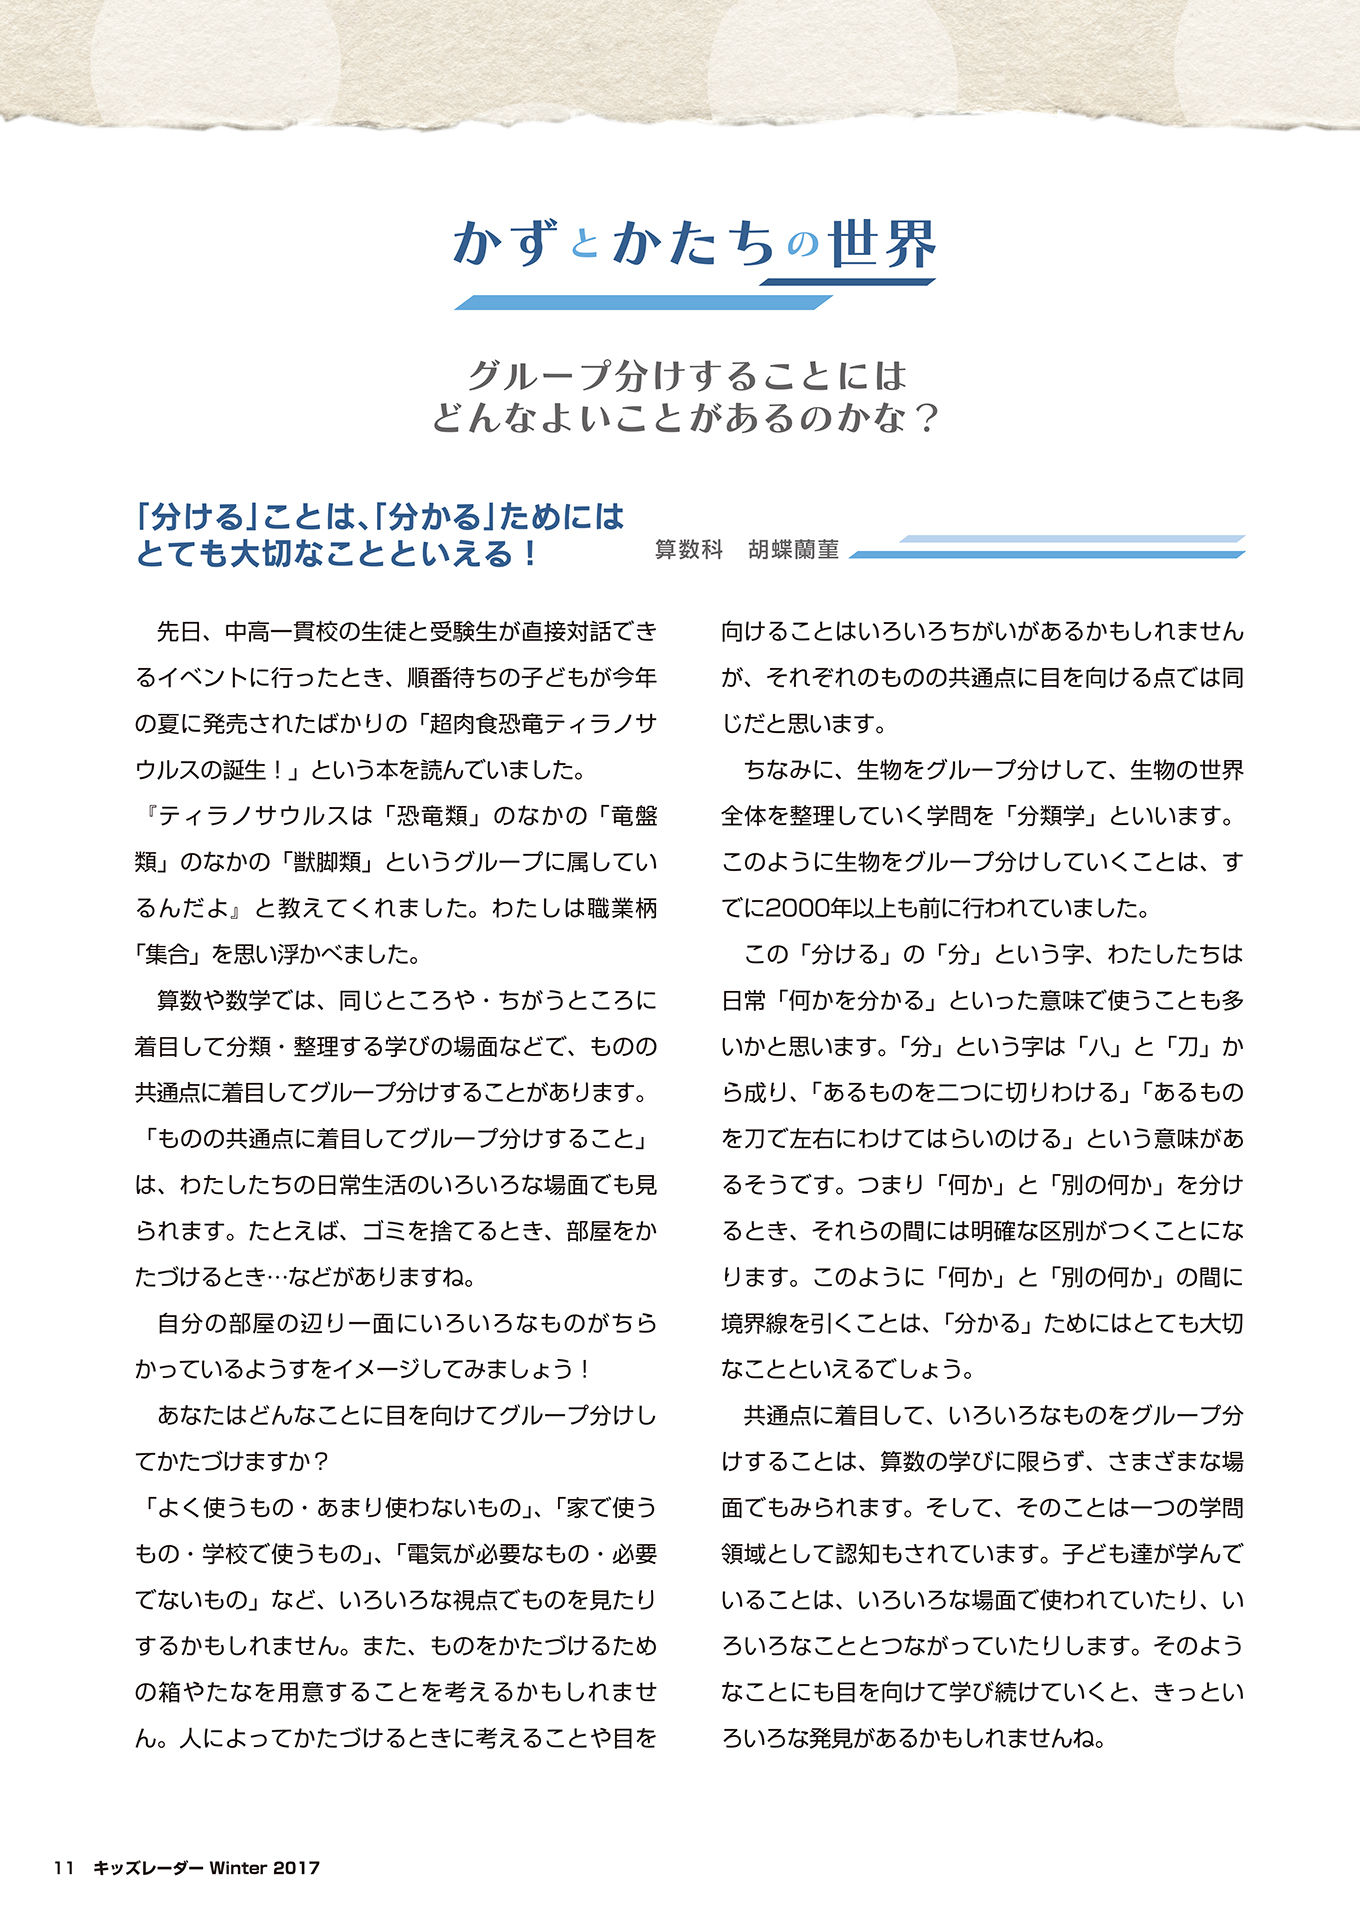 かずとかたちの世界
グループ分けすることには
どんなよいことがあるのかな？
「分ける」ことは、「分かる」ためには
とても大切なことといえる！
算数科　胡蝶蘭菫
　先日、中高一貫校の生徒と受験生が直接対話でき
るイベントに行ったとき、順番待ちの子どもが今年
の夏に発売されたばかりの「超肉食恐竜ティラノサ
ウルスの誕生！」という本を読んでいました。
『ティラノサウルスは「恐竜類」のなかの「竜盤
類」のなかの「獣脚類」というグループに属してい
るんだよ』と教えてくれました。わたしは職業柄
「集合」を思い浮かべました。
　算数や数学では、同じところや・ちがうところに
着目して分類・整理する学びの場面などで、ものの
共通点に着目してグループ分けすることがあります。
「ものの共通点に着目してグループ分けすること」
は、わたしたちの日常生活のいろいろな場面でも見
られます。たとえば、ゴミを捨てるとき、部屋をか
たづけるとき…などがありますね。
　自分の部屋の辺り一面にいろいろなものがちら
かっているようすをイメージしてみましょう！
　あなたはどんなことに目を向けてグループ分けし
てかたづけますか？
「よく使うもの・あまり使わないもの」、「家で使う
もの・学校で使うもの」、「電気が必要なもの・必要
でないもの」など、いろいろな視点でものを見たり
するかもしれません。また、ものをかたづけるため
の箱やたなを用意することを考えるかもしれませ
ん。人によってかたづけるときに考えることや目を
向けることはいろいろちがいがあるかもしれません
が、それぞれのものの共通点に目を向ける点では同
じだと思います。
　ちなみに、生物をグループ分けして、生物の世界
全体を整理していく学問を「分類学」といいます。
このように生物をグループ分けしていくことは、す
でに2000年以上も前に行われていました。
　この「分ける」の「分」という字、わたしたちは
日常「何かを分かる」といった意味で使うことも多
いかと思います。「分」という字は「八」と「刀」か
ら成り、「あるものを二つに切りわける」「あるもの
を刀で左右にわけてはらいのける」という意味があ
るそうです。つまり「何か」と「別の何か」を分け
るとき、それらの間には明確な区別がつくことにな
ります。このように「何か」と「別の何か」の間に
境界線を引くことは、「分かる」ためにはとても大切
なことといえるでしょう。
　共通点に着目して、いろいろなものをグループ分
けすることは、算数の学びに限らず、さまざまな場
面でもみられます。そして、そのことは一つの学問
領域として認知もされています。子ども達が学んで
いることは、いろいろな場面で使われていたり、い
ろいろなこととつながっていたりします。そのよう
なことにも目を向けて学び続けていくと、きっとい
ろいろな発見があるかもしれませんね。
11　キッズレーダー Winter 2017